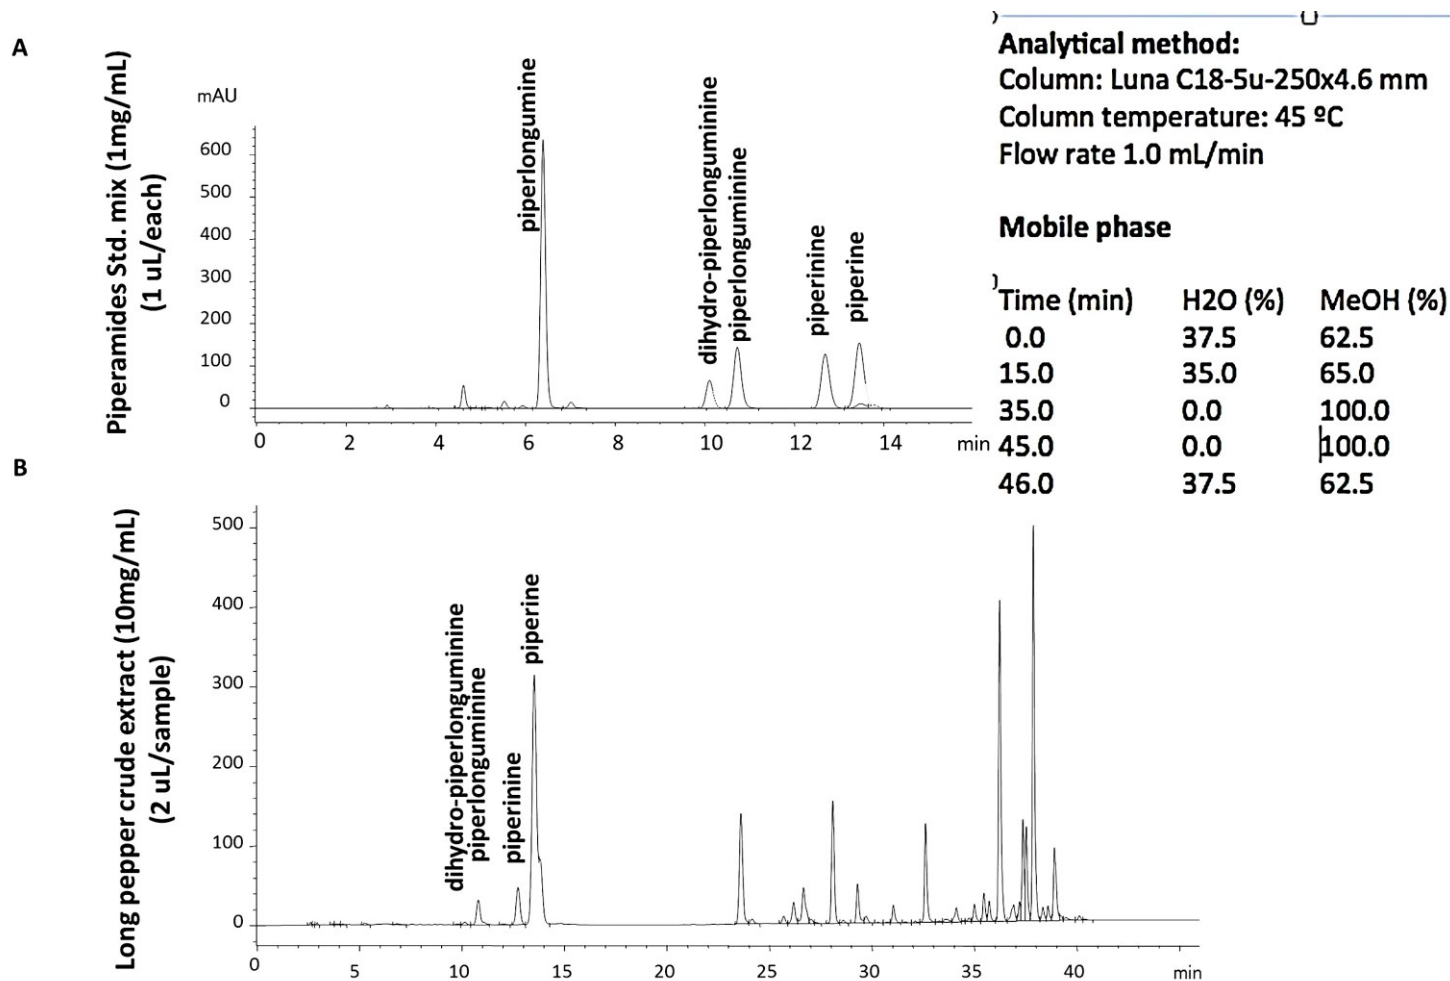 A
Piperamides Std. mix (1mg/mL)
(1 uL/each)
mAU
600
500
400
300
200
100
0
piperlongumine
dihydro-piperlonguminine
piperlonguminine
piperinine
piperine
0 2 4 6 8 10 12 14 min
Analytical method:
Column: Luna C18-5u-250x4.6 mm
Column temperature: 45 ºC
Flow rate 1.0 mL/min
Mobile phase
Time (min) H2O (%) MeOH (%)
0.0 37.5 62.5
15.0 35.0 65.0
35.0 0.0 100.0
45.0 0.0 100.0
46.0 37.5 62.5
B
Long pepper crude extract (10mg/mL)
(2 uL/sample)
500
400
300
200
100
0
dihydro-piperlonguminine
piperlonguminine
piperinine
piperine
0 5 10 15 20 25 30 35 40 min